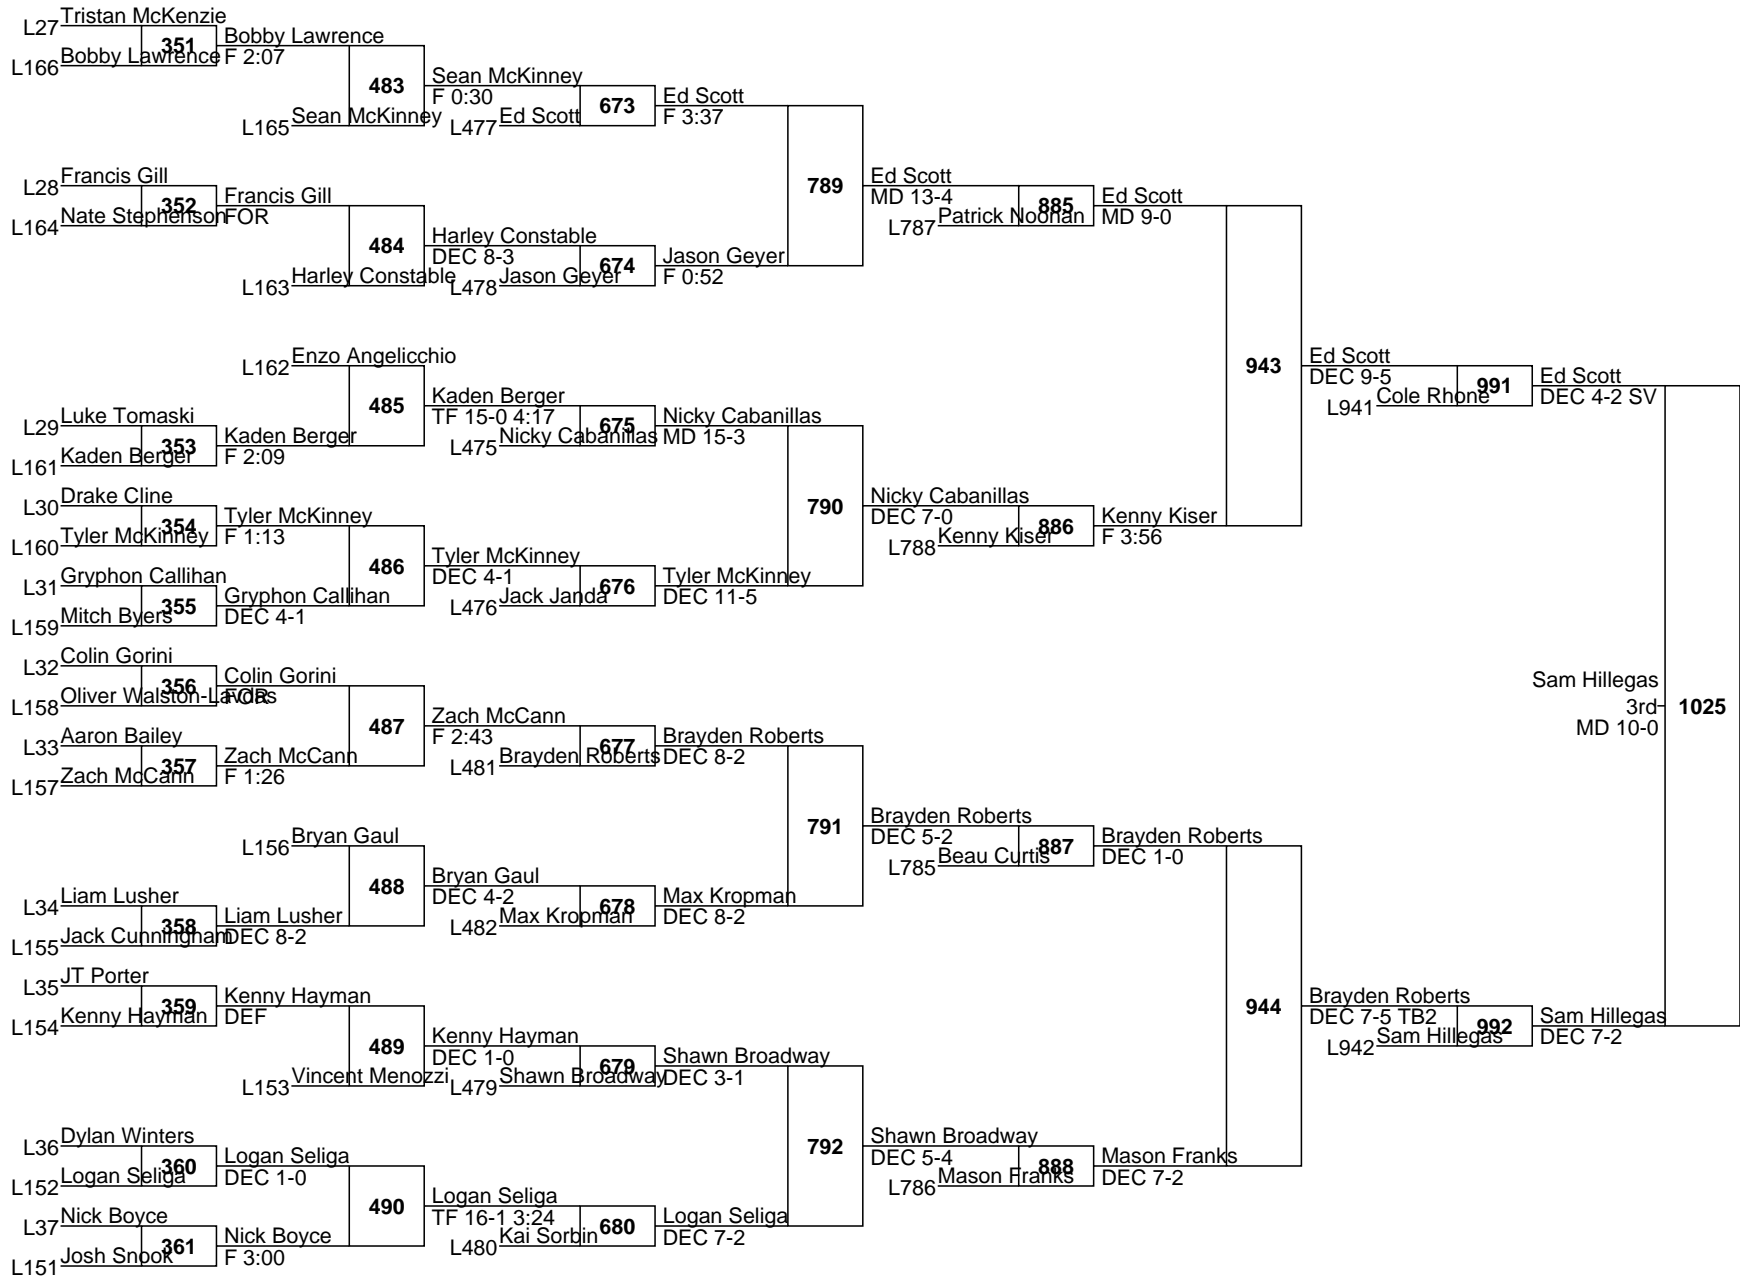 L27 Tristan McKenzie
351
L166 Bobby Lawrence
Bobby Lawrence
F 2:07
483
L165 Sean McKinney
Sean McKinney
F 0:30
673
L477 Ed Scott
Ed Scott
F 3:37
L28 Francis Gill
352
L164 Nate Stephenson
Francis Gill
FOR
484
L163 Harley Constable
Harley Constable
DEC 8-3
674
L478 Jason Geyer
Jason Geyer
F 0:52
789
Ed Scott
MD 13-4
885
L787 Patrick Noonan
Ed Scott
MD 9-0
L162 Enzo Angelicchio
485
L29 Luke Tomaski
353
L161 Kaden Berger
Kaden Berger
F 2:09
Kaden Berger
TF 15-0 4:17
675
L475 Nicky Cabanillas
Nicky Cabanillas
MD 15-3
L30 Drake Cline
354
L160 Tyler McKinney
Tyler McKinney
F 1:13
486
L31 Gryphon Callihan
355
L159 Mitch Byers
Gryphon Callihan
DEC 4-1
Tyler McKinney
DEC 4-1
676
L476 Jack Janda
Tyler McKinney
DEC 11-5
790
Nicky Cabanillas
DEC 7-0
886
L788 Kenny Kiser
Kenny Kiser
F 3:56
943
Ed Scott
DEC 9-5
991
L941 Cole Rhone
Ed Scott
DEC 4-2 SV
L32 Colin Gorini
356
L158 Oliver Walston-Lavdas
Colin Gorini
FOR
487
L33 Aaron Bailey
357
L157 Zach McCann
Zach McCann
F 1:26
Zach McCann
F 2:43
677
L481 Brayden Roberts
Brayden Roberts
DEC 8-2
L156 Bryan Gaul
488
L34 Liam Lusher
358
L155 Jack Cunningham
Liam Lusher
DEC 8-2
Bryan Gaul
DEC 4-2
678
L482 Max Kropman
Max Kropman
DEC 8-2
791
Brayden Roberts
DEC 5-2
887
L785 Beau Curtis
Brayden Roberts
DEC 1-0
L35 JT Porter
359
L154 Kenny Hayman
Kenny Hayman
DEF
489
L153 Vincent Menozzi
Kenny Hayman
DEC 1-0
679
L479 Shawn Broadway
Shawn Broadway
DEC 3-1
L36 Dylan Winters
360
L152 Logan Seliga
Logan Seliga
DEC 1-0
490
L37 Nick Boyce
361
L151 Josh Snook
Nick Boyce
F 3:00
Logan Seliga
TF 16-1 3:24
680
L480 Kai Sorbin
Logan Seliga
DEC 7-2
792
Shawn Broadway
DEC 5-4
888
L786 Mason Franks
Mason Franks
DEC 7-2
944
Brayden Roberts
DEC 7-5 TB2
992
L942 Sam Hillegas
Sam Hillegas
DEC 7-2
Sam Hillegas
3rd
MD 10-0
1025